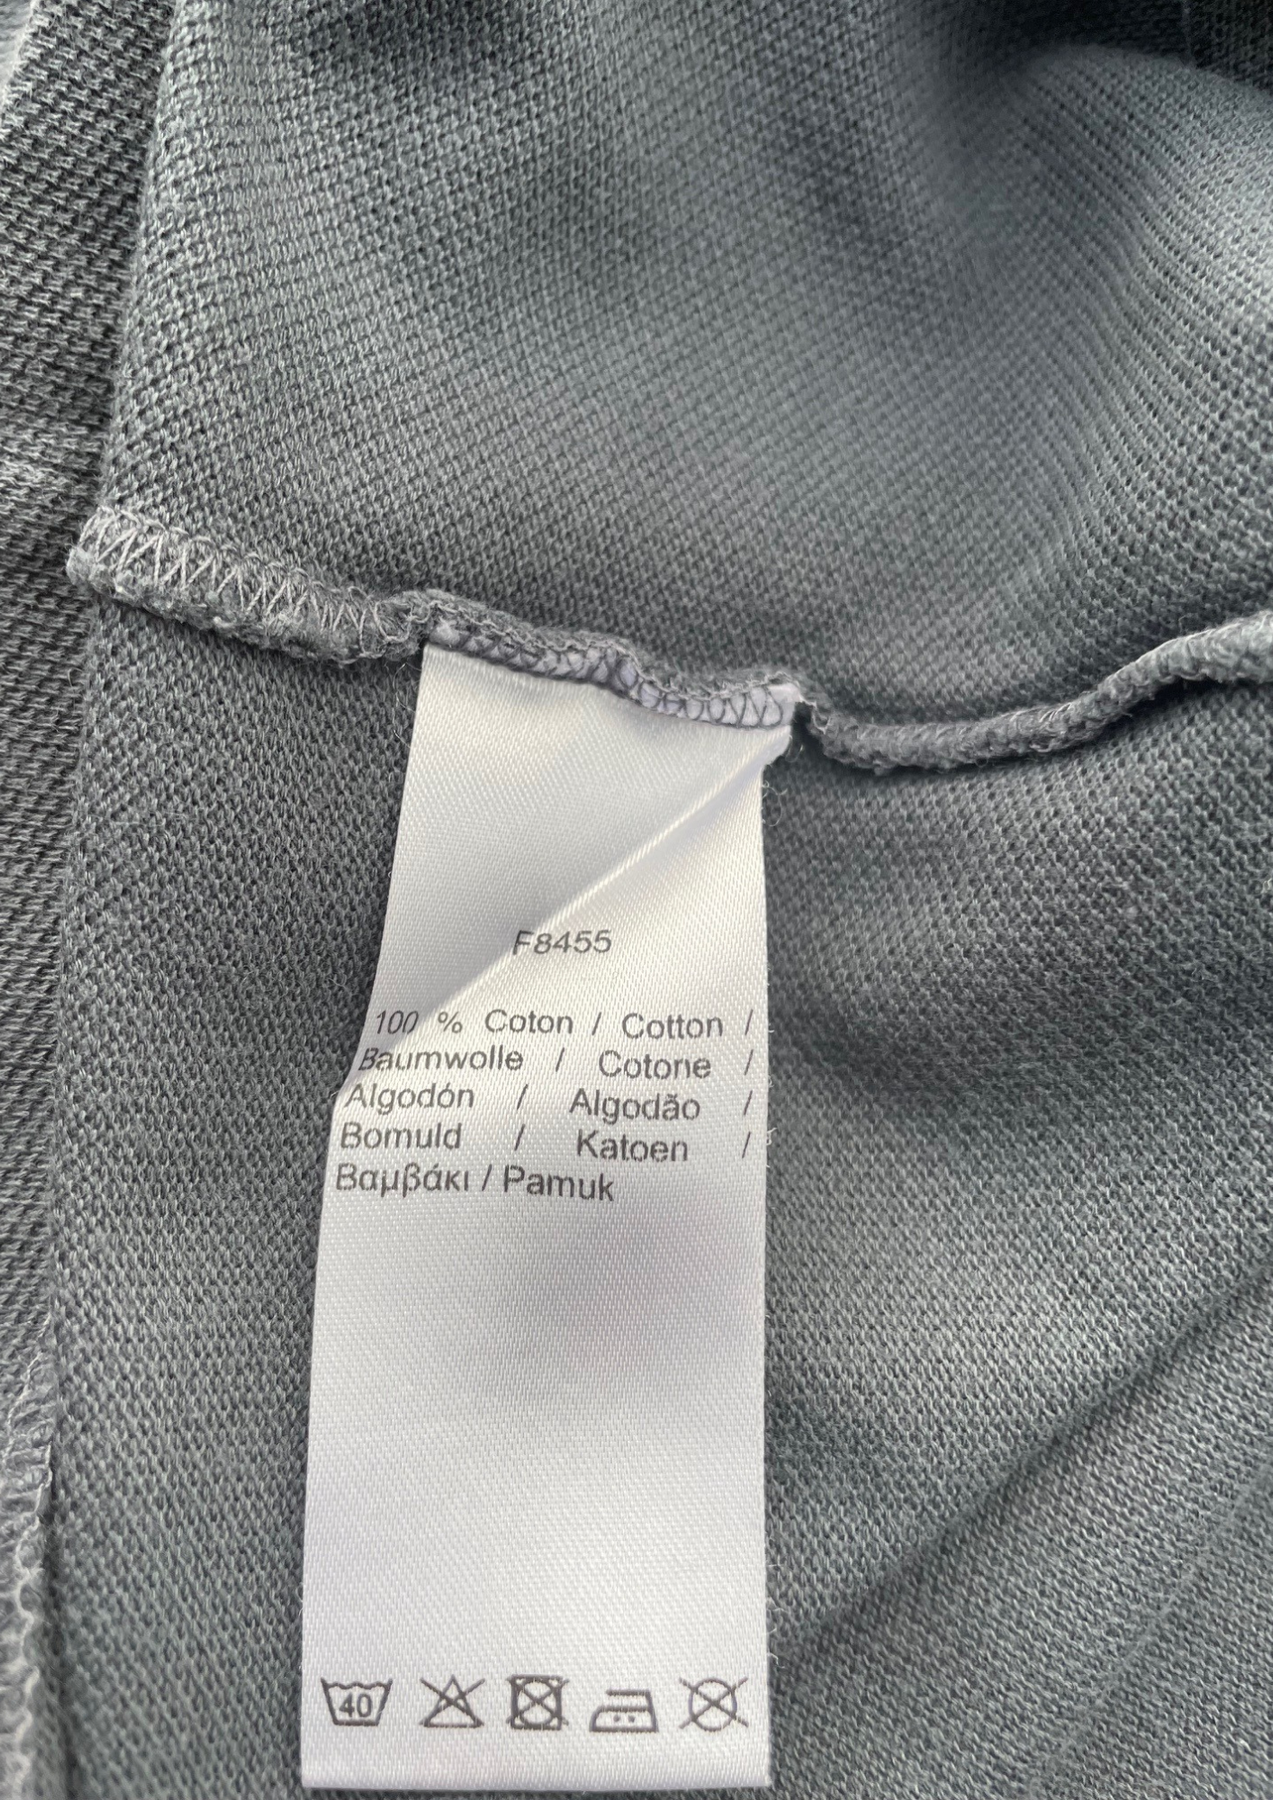 F8455
100 % Coton / Cotton /
Baumwolle / Cotone /
Algodón / Algodão /
Bomuld / Katoen /
Βαμβάκι / Pamuk
40